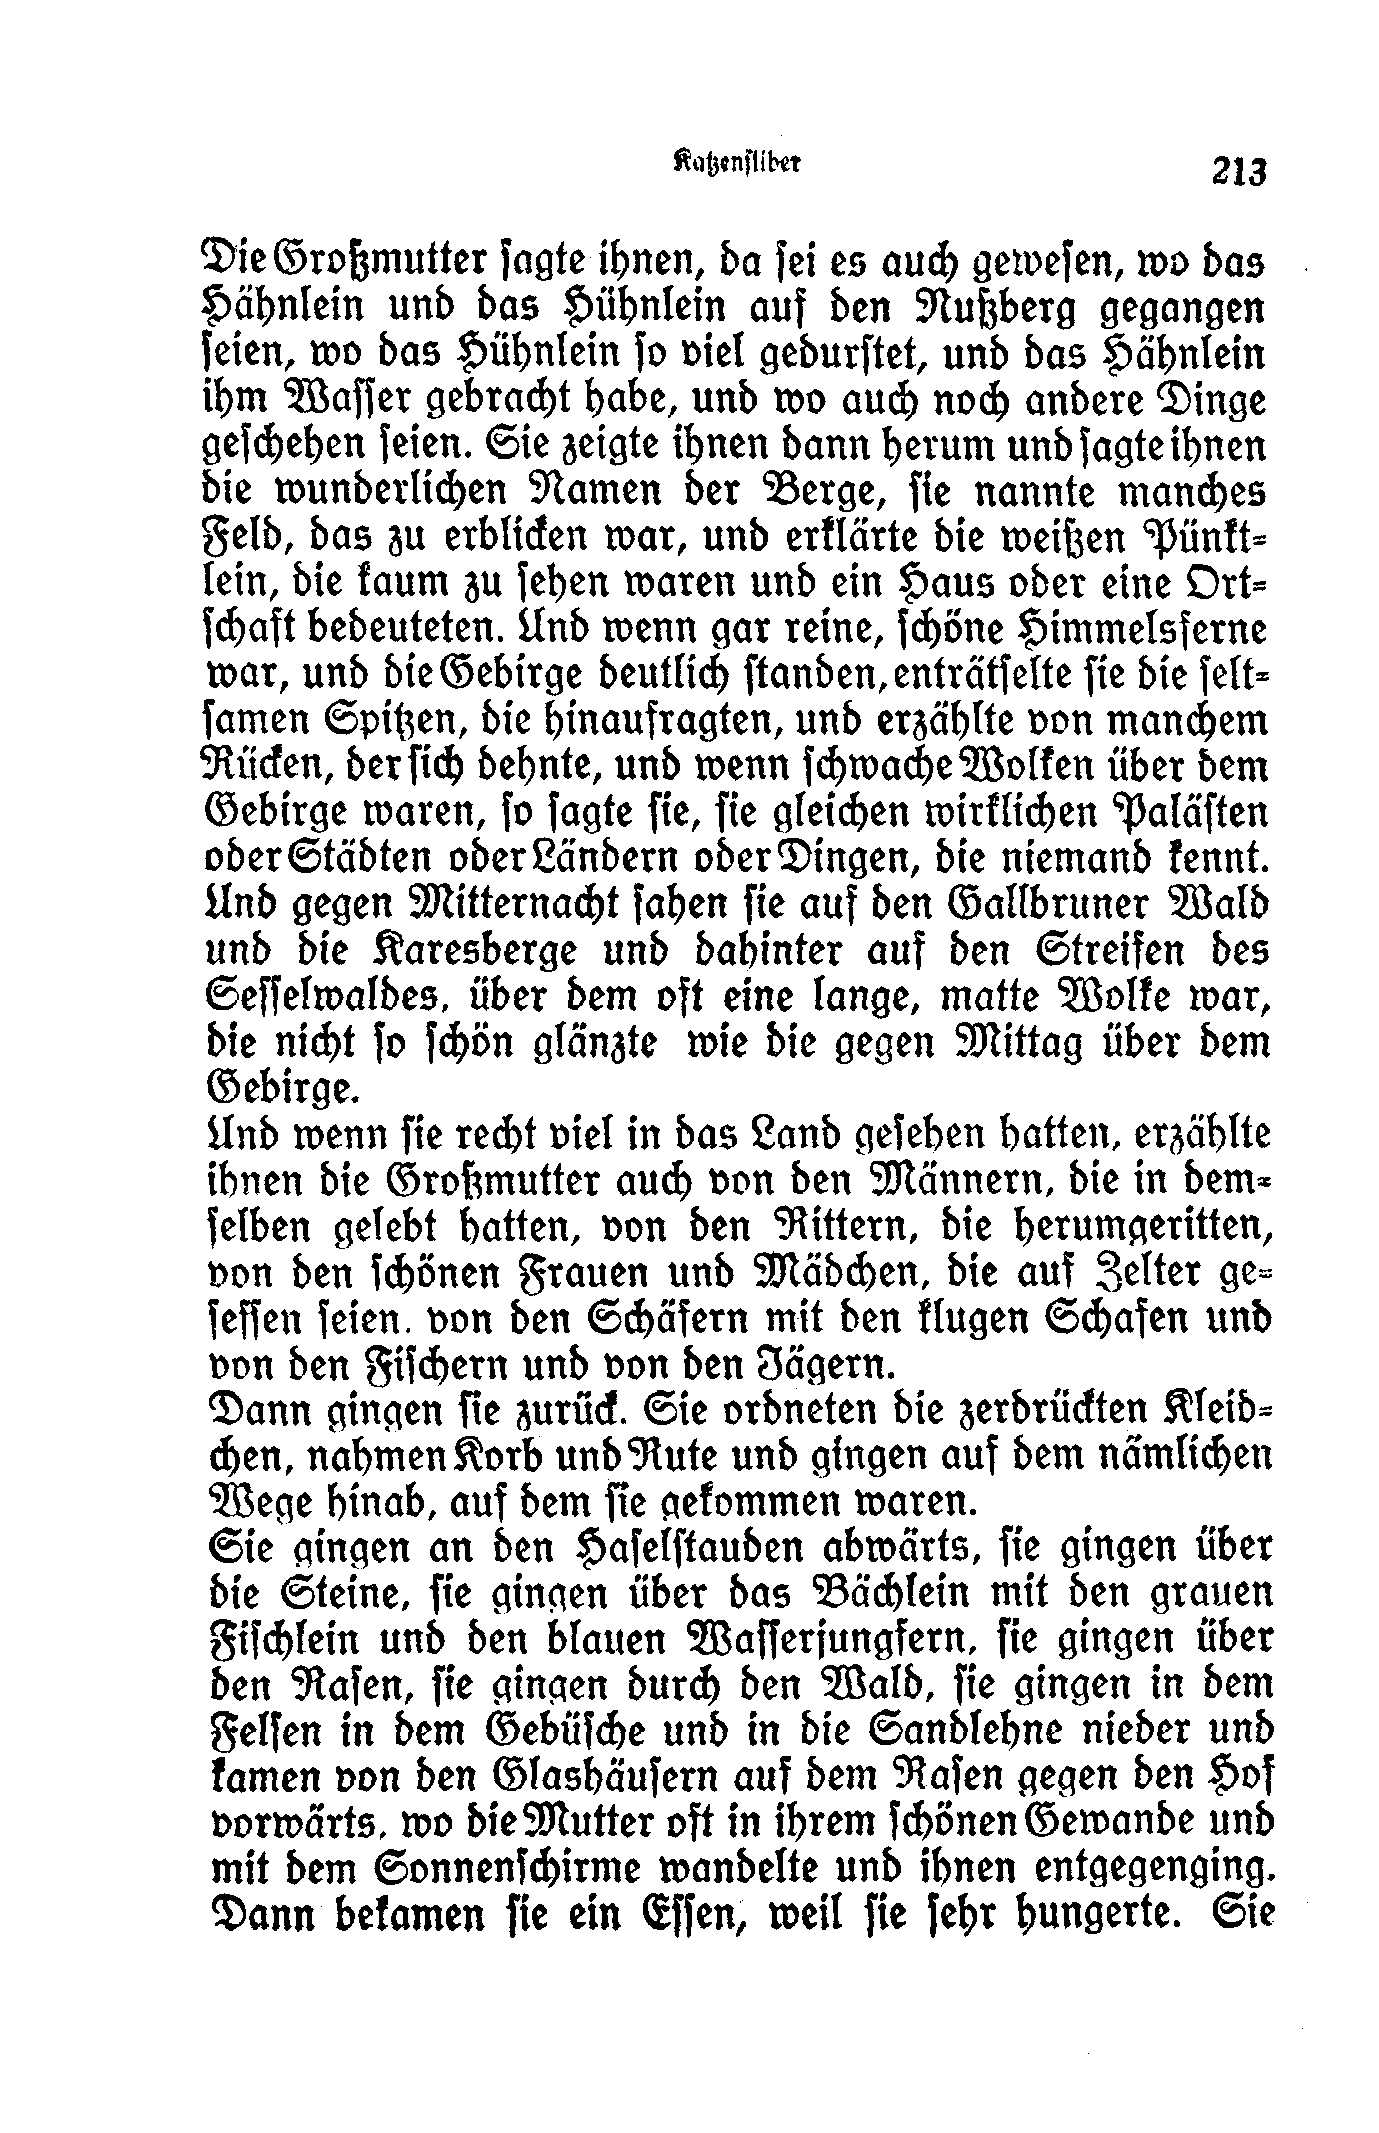 Katzensilber
213
Die Großmutter sagte ihnen, da sei es auch gewesen, wo das
Hähnlein und das Hühnlein auf den Nußberg gegangen
seien, wo das Hühnlein so viel gedurstet, und das Hähnlein
ihm Wasser gebracht habe, und wo auch noch andere Dinge
geschehen seien. Sie zeigte ihnen dann herum und sagte ihnen
die wunderlichen Namen der Berge, sie nannte manches
Feld, das zu erblicken war, und erklärte die weißen Pünkt-
lein, die kaum zu sehen waren und ein Haus oder eine Ort-
schaft bedeuteten. Und wenn gar reine, schöne Himmelsferne
war, und die Gebirge deutlich standen, enträtselte sie die selt-
samen Spitzen, die hinaufragten, und erzählte von manchem
Rücken, der sich dehnte, und wenn schwache Wolken über dem
Gebirge waren, so sagte sie, sie gleichen wirklichen Palästen
oder Städten oder Ländern oder Dingen, die niemand kennt.
Und gegen Mitternacht sahen sie auf den Gallbruner Wald
und die Karesberge und dahinter auf den Streifen des
Sesselwaldes, über dem oft eine lange, matte Wolke war,
die nicht so schön glänzte wie die gegen Mittag über dem
Gebirge.
Und wenn sie recht viel in das Land gesehen hatten, erzählte
ihnen die Großmutter auch von den Männern, die in dem-
selben gelebt hatten, von den Rittern, die herumgeritten,
von den schönen Frauen und Mädchen, die auf Zelter ge-
sessen seien, von den Schäfern mit den klugen Schafen und
von den Fischern und von den Jägern.
Dann gingen sie zurück. Sie ordneten die zerdrückten Kleid-
chen, nahmen Korb und Rute und gingen auf dem nämlichen
Wege hinab, auf dem sie gekommen waren.
Sie gingen an den Haselstauden abwärts, sie gingen über
die Steine, sie gingen über das Bächlein mit den grauen
Fischlein und den blauen Wasserjungfern, sie gingen über
den Rasen, sie gingen durch den Wald, sie gingen in dem
Felsen in dem Gebüsche und in die Sandlehne nieder und
kamen von den Glashäusern auf dem Rasen gegen den Hof
vorwärts, wo die Mutter oft in ihrem schönen Gewande und
mit dem Sonnenschirme wandelte und ihnen entgegenging.
Dann bekamen sie ein Essen, weil sie sehr hungerte. Sie